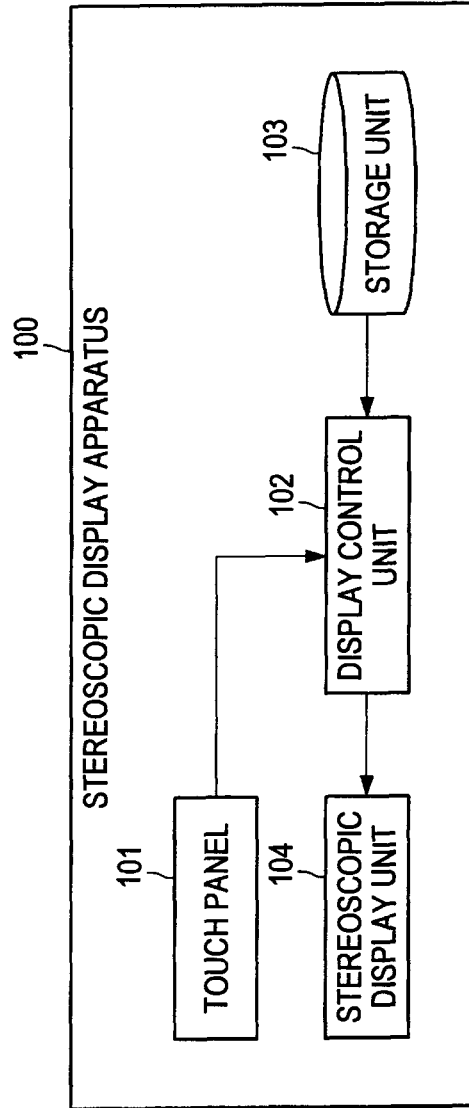 100
STEREOSCOPIC DISPLAY APPARATUS
101
TOUCH PANEL
104
STEREOSCOPIC
DISPLAY UNIT
102
DISPLAY CONTROL
UNIT
103
STORAGE UNIT